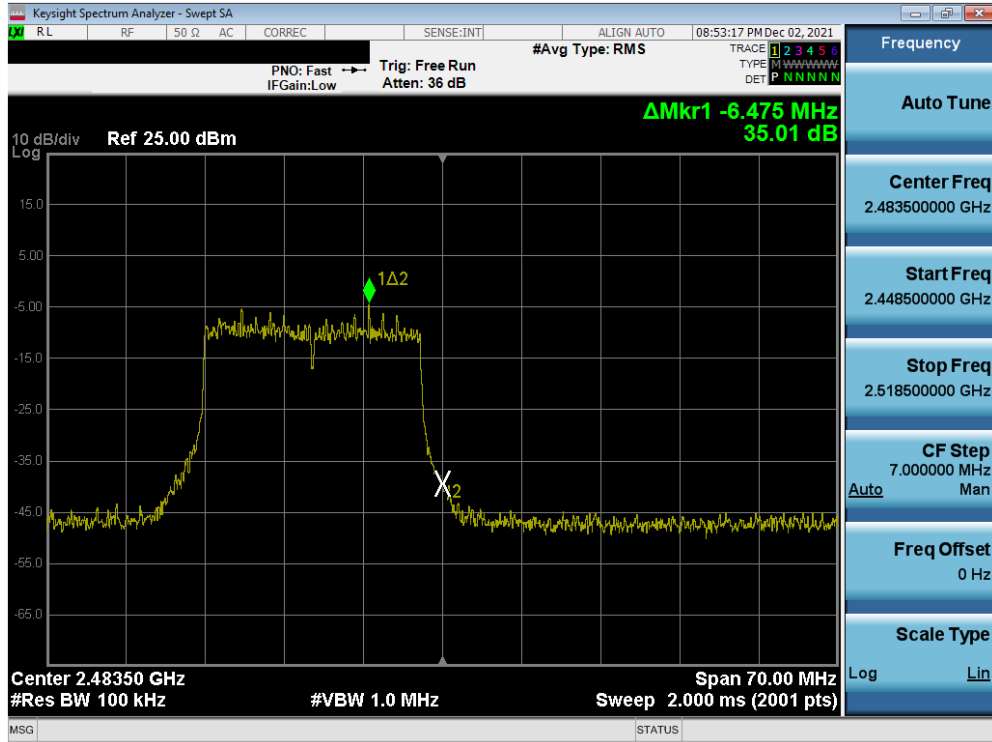 Keysight Spectrum Analyzer - Swept SA
LXI RL RF 50 Ω AC CORREC SENSE:INT ALIGN AUTO 08:53:17 PM Dec 02, 2021
#Avg Type: RMS TRACE 1 2 3 4 5 6
PNO: Fast Trig: Free Run TYPE M WWWWW
IFGain:Low Atten: 36 dB DET P N N N N N
ΔMkr1 -6.475 MHz
35.01 dB
10 dB/div Ref 25.00 dBm
Log
15.0
5.00
1Δ2
-5.00
-15.0
-25.0
-35.0
X2
-45.0
-55.0
-65.0
Center 2.48350 GHz Span 70.00 MHz
#Res BW 100 kHz #VBW 1.0 MHz Sweep 2.000 ms (2001 pts)
MSG STATUS
Frequency
Auto Tune
Center Freq
2.483500000 GHz
Start Freq
2.448500000 GHz
Stop Freq
2.518500000 GHz
CF Step
7.000000 MHz
Auto Man
Freq Offset
0 Hz
Scale Type
Log Lin